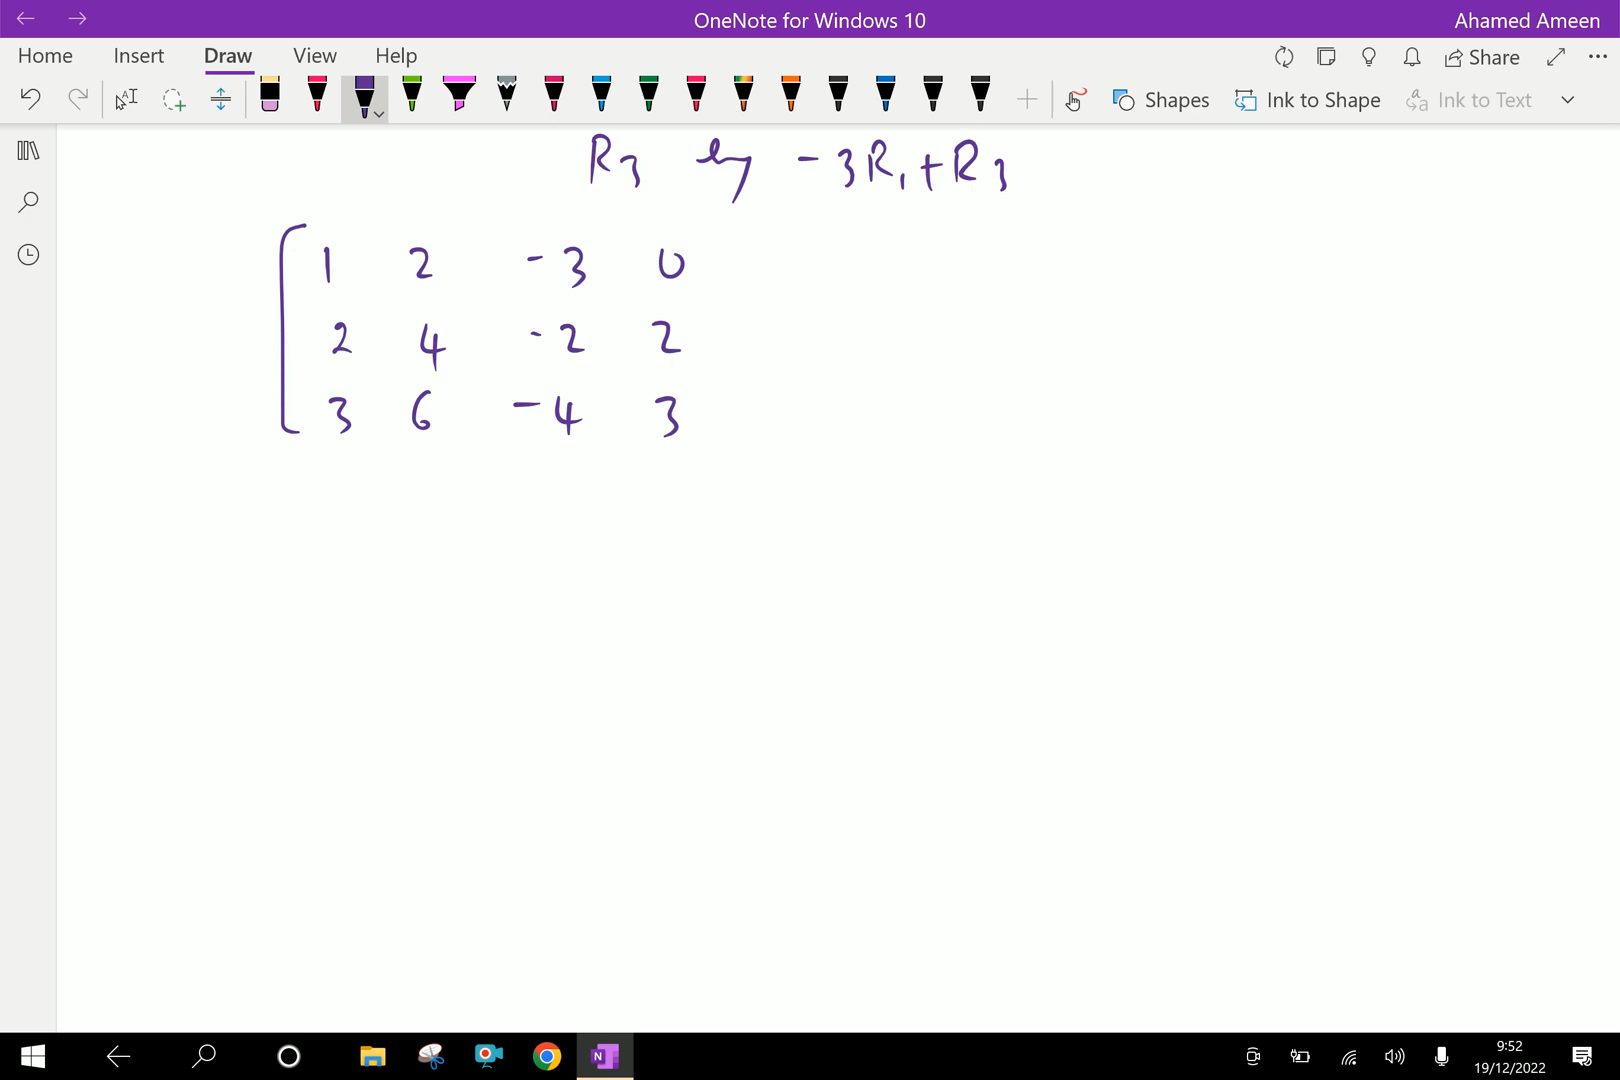 OneNote for Windows 10
Ahamed Ameen
Home Insert Draw View Help
Share
Shapes Ink to Shape Ink to Text
R3 by -3R1+R3
1 2 -3 0
2 4 -2 2
3 6 -4 3
9:52
19/12/2022